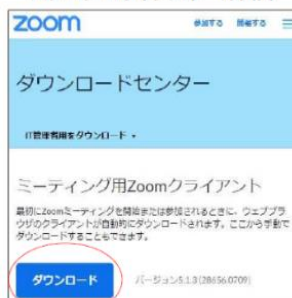 zoom
参加する 開催する
ダウンロードセンター
IT管理者用をダウンロード
ミーティング用Zoomクライアント
最初にZoomミーティングを開始または参加されるときに、ウェブブラ
ウザのクライアントが自動的にダウンロードされます。ここから手動で
ダウンロードすることもできます。
ダウンロード
バージョン5.1.3 (28656.0709)